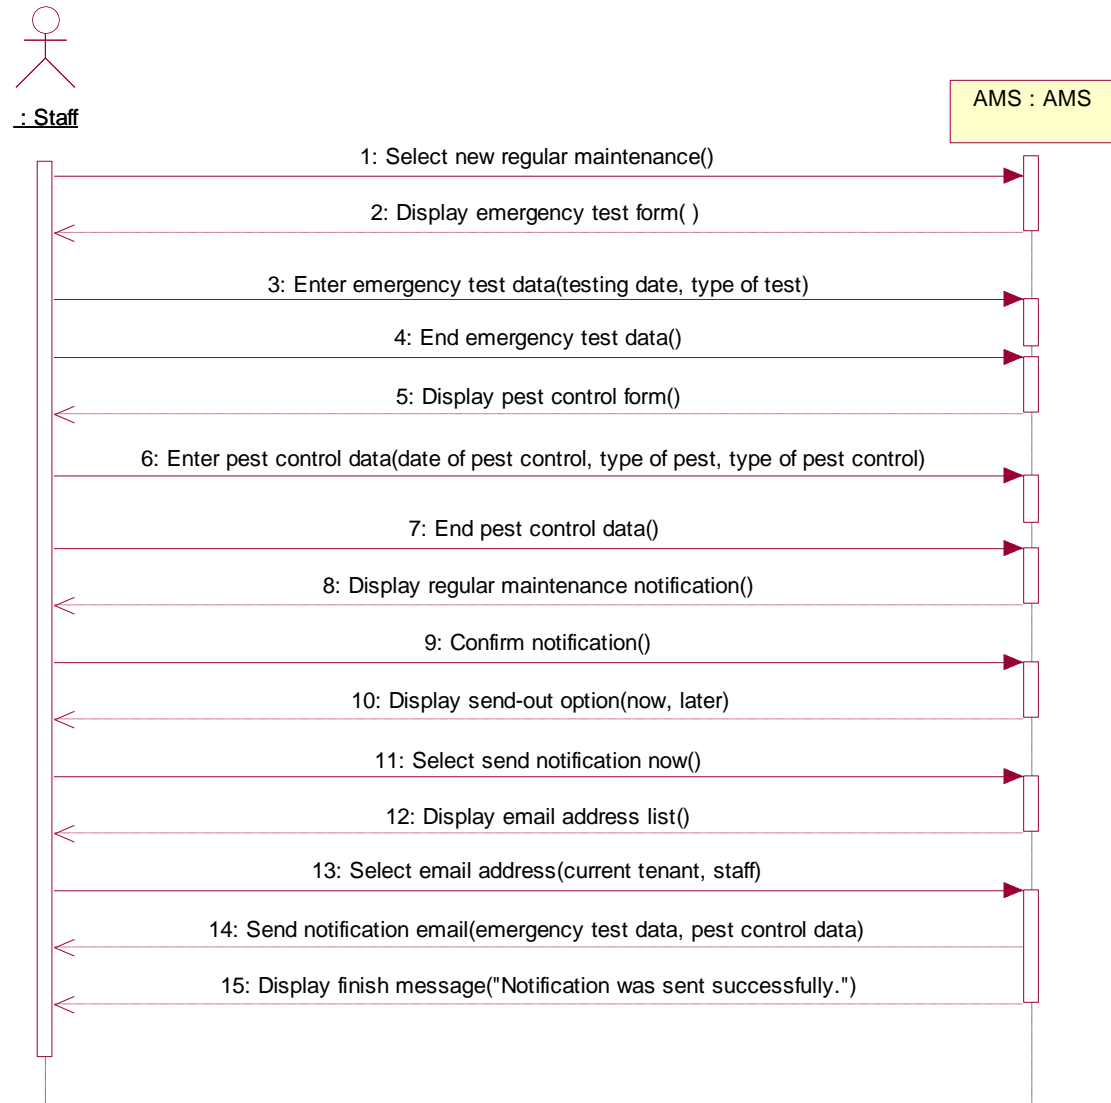 : Staff
AMS : AMS
1: Select new regular maintenance()
2: Display emergency test form( )
3: Enter emergency test data(testing date, type of test)
4: End emergency test data()
5: Display pest control form()
6: Enter pest control data(date of pest control, type of pest, type of pest control)
7: End pest control data()
8: Display regular maintenance notification()
9: Confirm notification()
10: Display send-out option(now, later)
11: Select send notification now()
12: Display email address list()
13: Select email address(current tenant, staff)
14: Send notification email(emergency test data, pest control data)
15: Display finish message("Notification was sent successfully.")